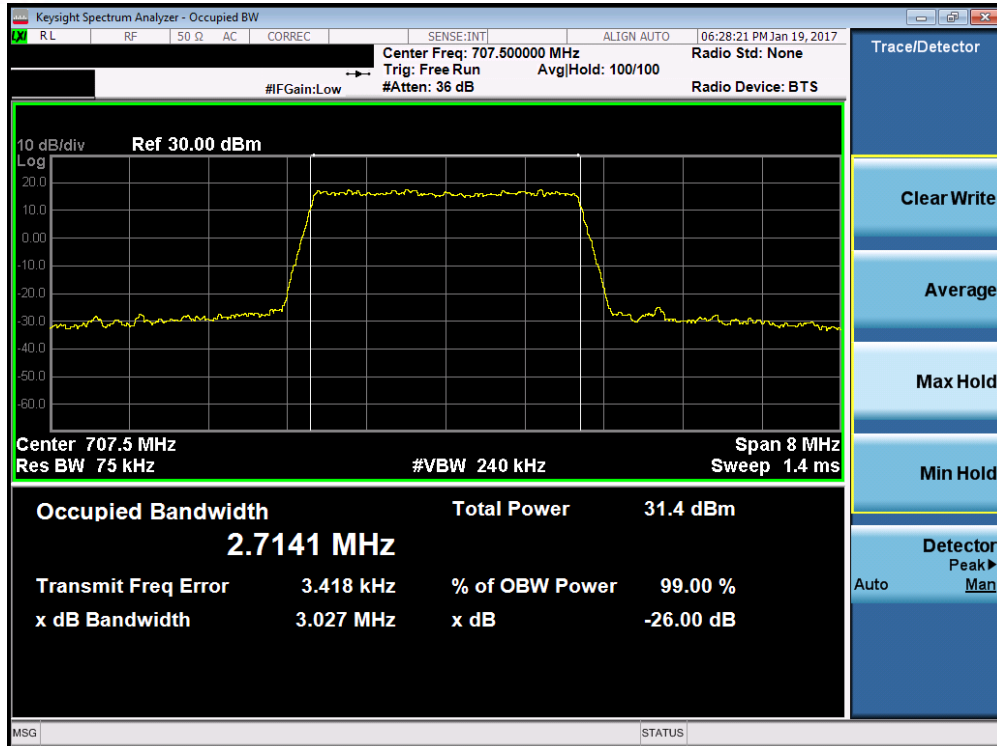 Keysight Spectrum Analyzer - Occupied BW
LXI RL RF 50 Ω AC CORREC SENSE:INT ALIGN AUTO 06:28:21 PM Jan 19, 2017
Center Freq: 707.500000 MHz Radio Std: None
Trig: Free Run Avg|Hold: 100/100
#IFGain:Low #Atten: 36 dB Radio Device: BTS
10 dB/div Ref 30.00 dBm
Log
20.0
10.0
0.00
-10.0
-20.0
-30.0
-40.0
-50.0
-60.0
Center 707.5 MHz Span 8 MHz
Res BW 75 kHz #VBW 240 kHz Sweep 1.4 ms
Occupied Bandwidth Total Power 31.4 dBm
2.7141 MHz
Transmit Freq Error 3.418 kHz % of OBW Power 99.00 %
x dB Bandwidth 3.027 MHz x dB -26.00 dB
MSG STATUS
Trace/Detector
Clear Write
Average
Max Hold
Min Hold
Detector
Peak▶
Auto Man